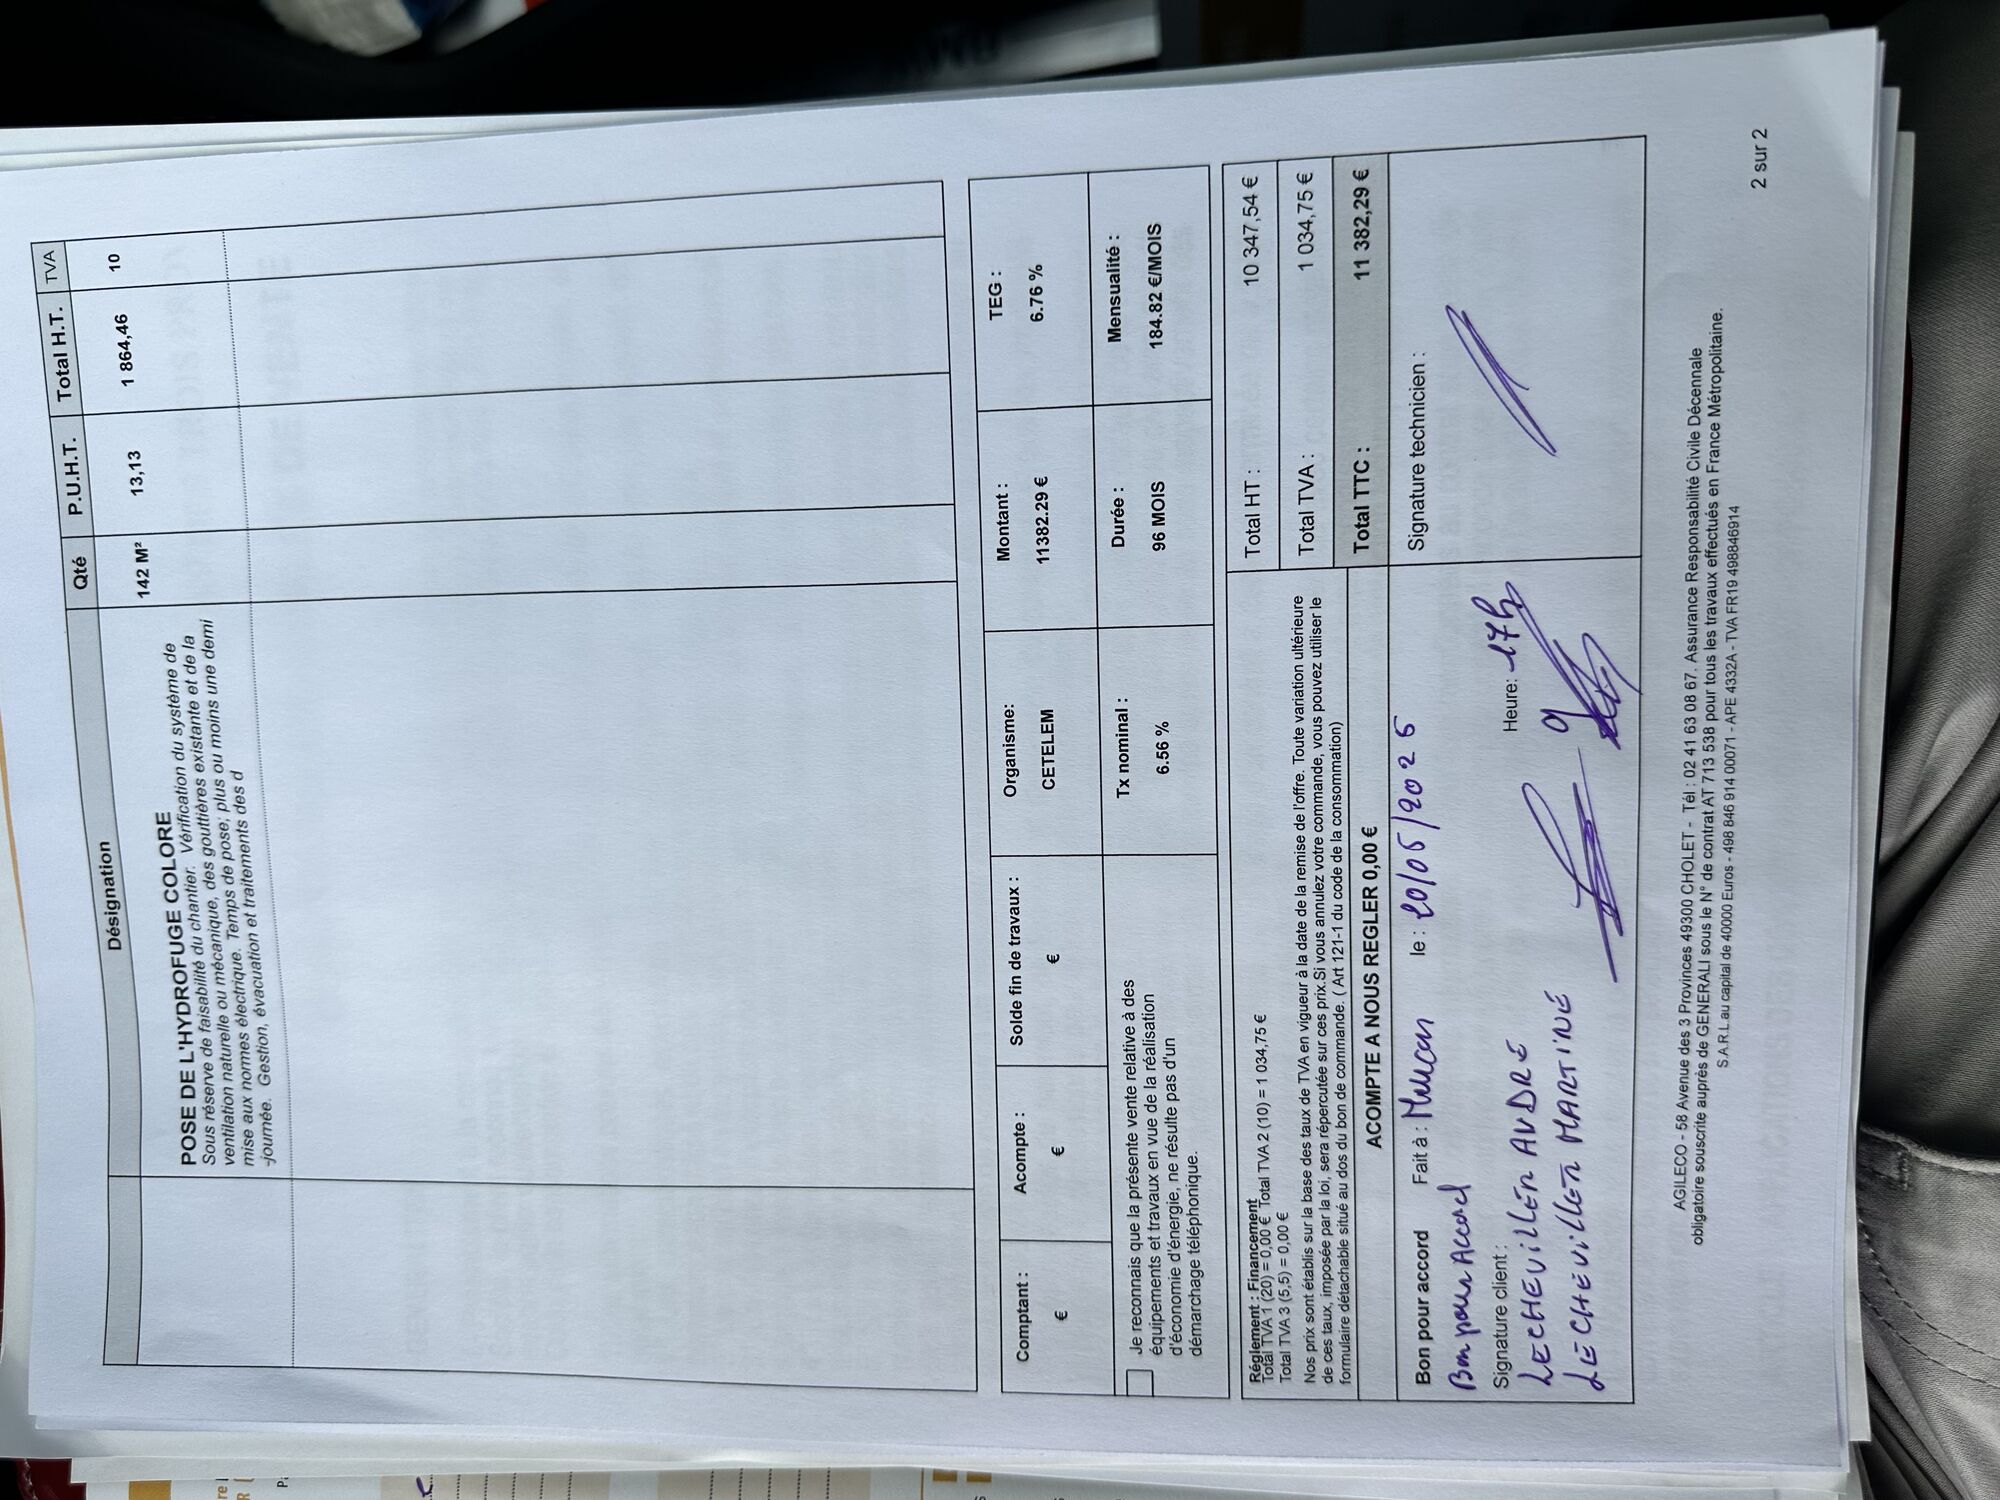 Désignation Qté P.U.H.T. Total H.T. TVA
POSE DE L'HYDROFUGE COLORE 142 M² 13,13 1 864,46 10
Sous réserve de faisabilité du chantier. Vérification du système de
ventilation naturelle ou mécanique, des gouttières existante et de la
mise aux normes électrique. Temps de pose; plus ou moins une demi
-journée. Gestion, évacuation et traitements des d
Comptant : Acompte : Solde fin de travaux : Organisme: Montant : TEG :
€ € € CETELEM 11382.29 € 6.76 %
Je reconnais que la présente vente relative à des
équipements et travaux en vue de la réalisation
d'économie d'énergie, ne résulte pas d'un
démarchage téléphonique.
Tx nominal : Durée : Mensualité :
6.56 % 96 MOIS 184.82 €/MOIS
Réglement : Financement
Total TVA 1 (20) = 0,00 € Total TVA 2 (10) = 1 034,75 €
Total TVA 3 (5,5) = 0,00 €
Nos prix sont établis sur la base des taux de TVA en vigueur à la date de la remise de l'offre. Toute variation ultérieure
de ces taux, imposée par la loi, sera répercutée sur ces prix.Si vous annulez votre commande, vous pouvez utiliser le
formulaire détachable situé au dos du bon de commande. ( Art 121-1 du code de la consommation)
ACOMPTE A NOUS REGLER 0,00 €
Total HT : 10 347,54 €
Total TVA : 1 034,75 €
Total TTC : 11 382,29 €
Bon pour accord Fait à : le : 20/05/2025
Bon pour Accord
Signature client : Heure: 17h
LECHEVILLER ANDRÉ
LECHEVILLER MARTINE
Signature technicien :
AGILECO - 58 Avenue des 3 Provinces 49300 CHOLET - Tél : 02 41 63 08 67. Assurance Responsabilité Civile Décennale
obligatoire souscrite auprès de GENERALI sous le N° de contrat AT 713 538 pour tous les travaux effectués en France Métropolitaine.
S.A.R.L au capital de 40000 Euros - 498 846 914 00071 - APE 4332A - TVA FR19 498846914
2 sur 2